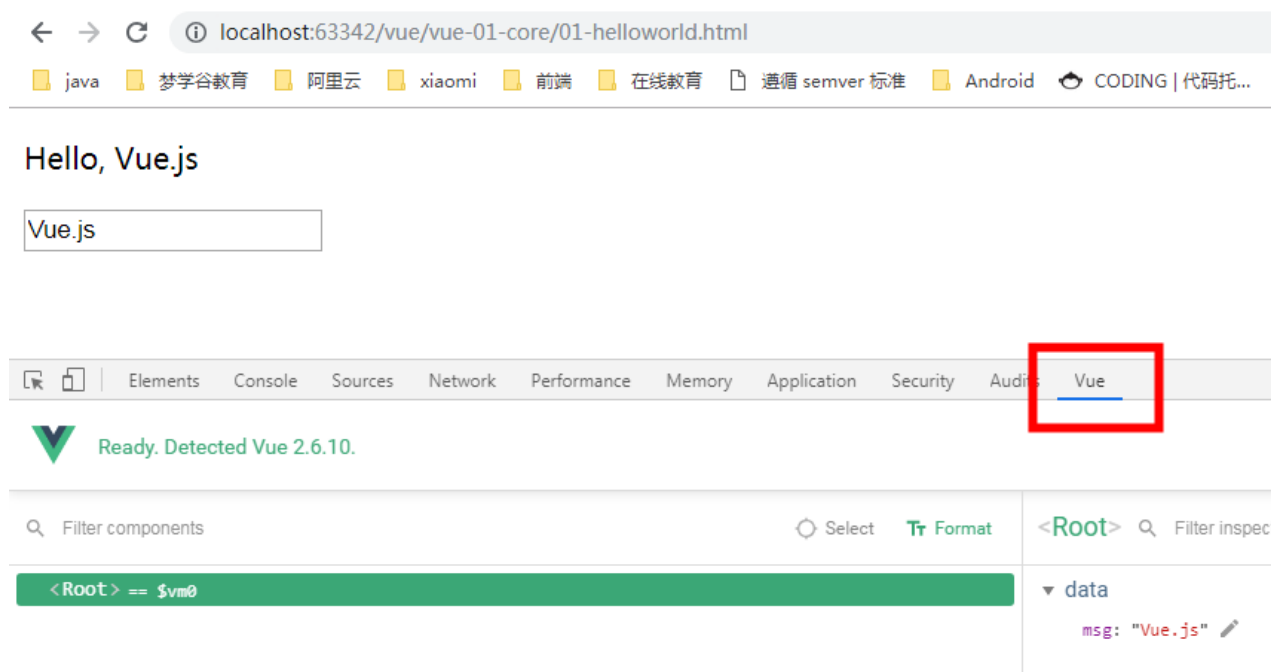 localhost:63342/vue/vue-01-core/01-helloworld.html
java 梦学谷教育 阿里云 xiaomi 前端 在线教育 遵循 semver 标准 Android CODING | 代码托...
Hello, Vue.js
Vue.js
Elements Console Sources Network Performance Memory Application Security Audits Vue
Ready. Detected Vue 2.6.10.
Filter components Select Format <Root> Filter inspec
<Root> == $vm0
data
msg: "Vue.js"